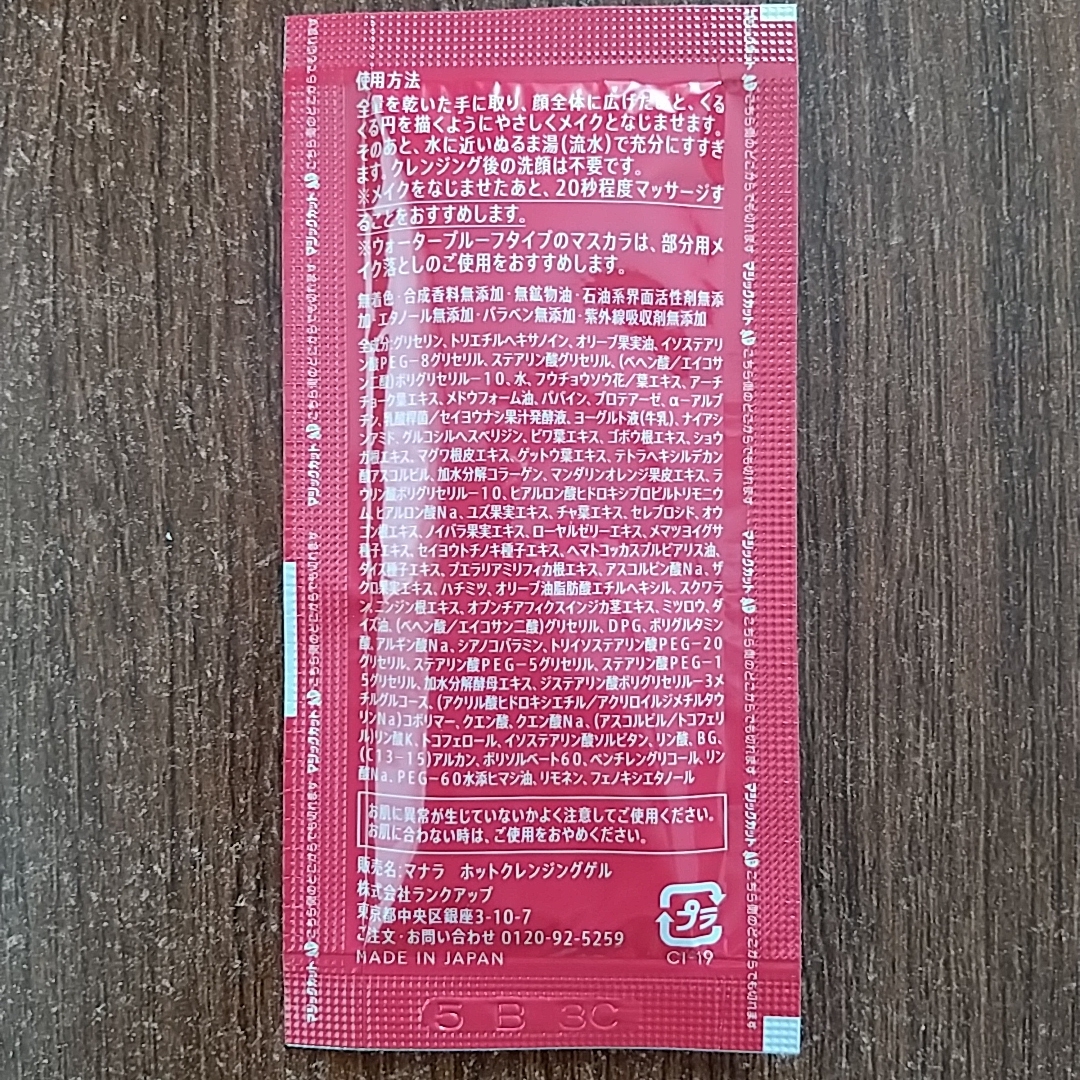 使用方法
全量を乾いた手に取り、顔全体に広げたあと、くる
くる円を描くようにやさしくメイクとなじませます。
そのあと、水に近いぬるま湯(流水)で充分にすすぎ
ます。クレンジング後の洗顔は不要です。
※メイクをなじませたあと、20秒程度マッサージす
ることをおすすめします。
※ウォータープルーフタイプのマスカラは、部分用メ
イク落としのご使用をおすすめします。
無着色・合成香料無添加・無鉱物油・石油系界面活性剤無添
加・エタノール無添加・パラベン無添加・紫外線吸収剤無添加
全成分:グリセリン、トリエチルヘキサノイン、オリーブ果実油、イソステアリ
ン酸PEG-8グリセリル、ステアリン酸グリセリル、(ベヘン酸/エイコサ
ン二酸)ポリグリセリル-10、水、フウチョウソウ花/葉エキス、アーチ
チョーク葉エキス、メドウフォーム油、パパイン、プロテアーゼ、α-アルブ
チン、乳酸桿菌/セイヨウナシ果汁発酵液、ヨーグルト液(牛乳)、ナイアシ
ンアミド、グルコシルヘスペリジン、ビワ葉エキス、ゴボウ根エキス、ショウ
ガ根エキス、マグワ根皮エキス、ゲットウ葉エキス、テトラヘキシルデカン
酸アスコルビル、加水分解コラーゲン、マンダリンオレンジ果皮エキス、ラ
ウリン酸ポリグリセリル-10、ヒアルロン酸ヒドロキシプロピルトリモニウ
ム、ヒアルロン酸Na、ユズ果実エキス、チャ葉エキス、セレブロシド、オウ
ゴン根エキス、ノイバラ果実エキス、ローヤルゼリーエキス、メマツヨイグサ
種子エキス、セイヨウトチノキ種子エキス、ヘマトコッカスプルビアリス油、
ダイズ種子エキス、プエラリアミリフィカ根エキス、アスコルビン酸Na、ザ
クロ果実エキス、ハチミツ、オリーブ油脂肪酸エチルヘキシル、スクワラ
ン、ニンジン根エキス、オプンチアフィクスインジカ茎エキス、ミツロウ、ダ
イズ油、(ベヘン酸/エイコサン二酸)グリセリル、DPG、ポリグルタミン
酸、アルギン酸Na、シアノコバラミン、トリイソステアリン酸PEG-20
グリセリル、ステアリン酸PEG-5グリセリル、ステアリン酸PEG-1
5グリセリル、加水分解酵母エキス、ジステアリン酸ポリグリセリル-3メ
チルグルコース、(アクリル酸ヒドロキシエチル/アクリロイルジメチルタウ
リンNa)コポリマー、クエン酸、クエン酸Na、(アスコルビル/トコフェリ
ル)リン酸K、トコフェロール、イソステアリン酸ソルビタン、リン酸、BG、
(C13-15)アルカン、ポリソルベート60、ペンチレングリコール、リン
酸Na、PEG-60水添ヒマシ油、リモネン、フェノキシエタノール
お肌に異常が生じていないかよく注意してご使用ください。
お肌に合わない時は、ご使用をおやめください。
販売名:マナラ ホットクレンジングゲル
株式会社ランクアップ
東京都中央区銀座3-10-7
ご注文・お問い合わせ 0120-92-5259
MADE IN JAPAN
プラ
CI-19
5 B 3C
マジックカット こちら側のどこからでも切れます
マジックカット こちら側のどこからでも切れます